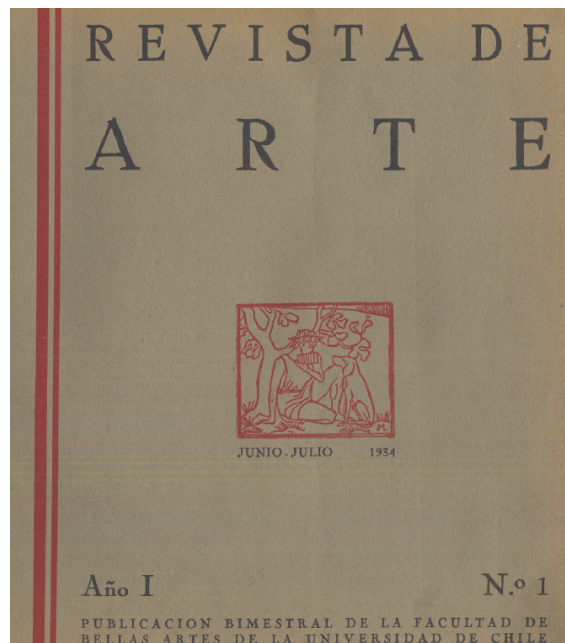 REVISTA DE
ARTE
JUNIO-JULIO 1934
Año I N.º 1
PUBLICACION BIMESTRAL DE LA FACULTAD DE
BELLAS ARTES DE LA UNIVERSIDAD DE CHILE